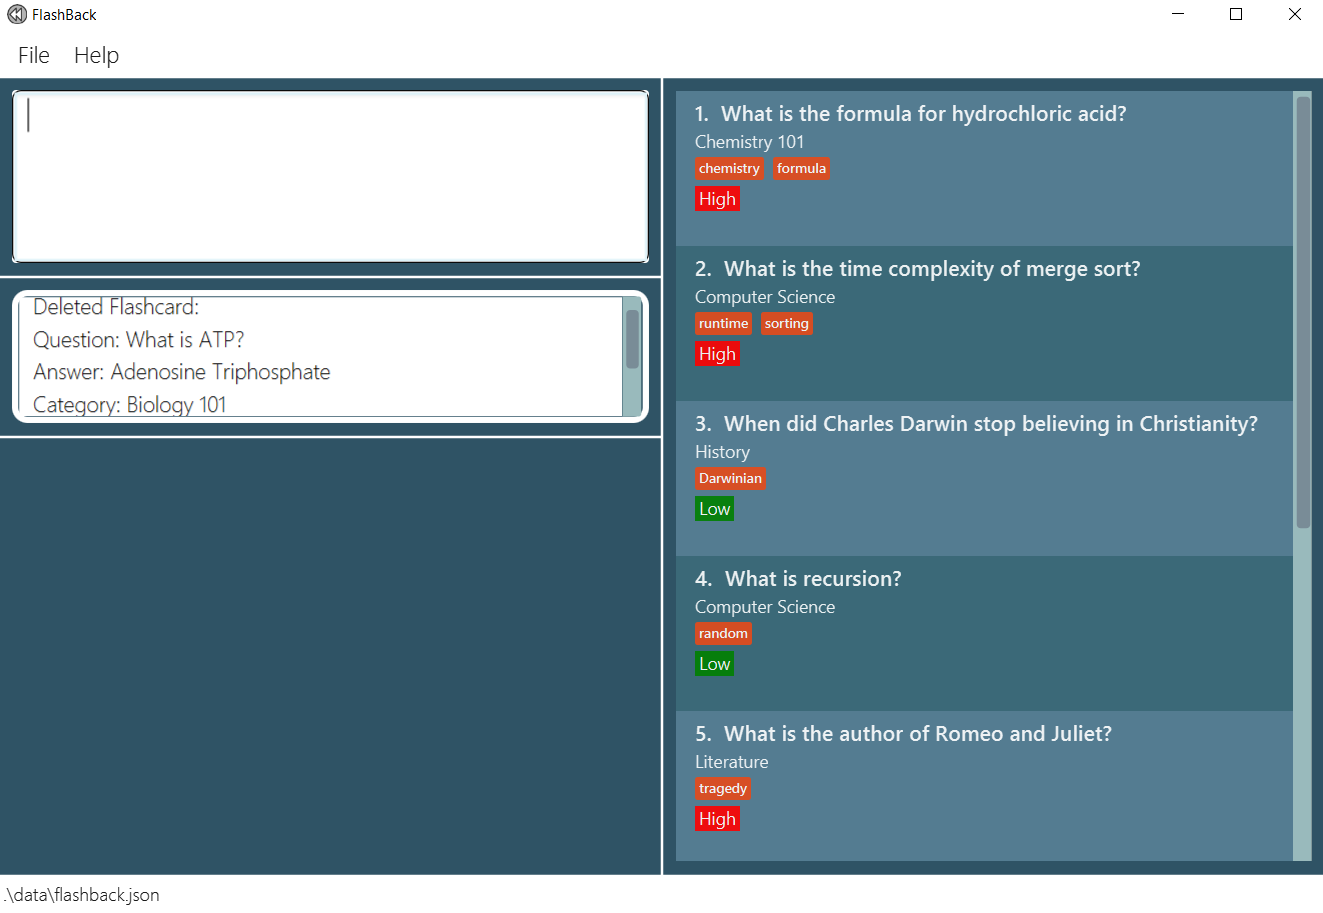 FlashBack
File Help
Deleted Flashcard:
Question: What is ATP?
Answer: Adenosine Triphosphate
Category: Biology 101
1. What is the formula for hydrochloric acid?
Chemistry 101
chemistry formula
High
2. What is the time complexity of merge sort?
Computer Science
runtime sorting
High
3. When did Charles Darwin stop believing in Christianity?
History
Darwinian
Low
4. What is recursion?
Computer Science
random
Low
5. What is the author of Romeo and Juliet?
Literature
tragedy
High
.\data\flashback.json